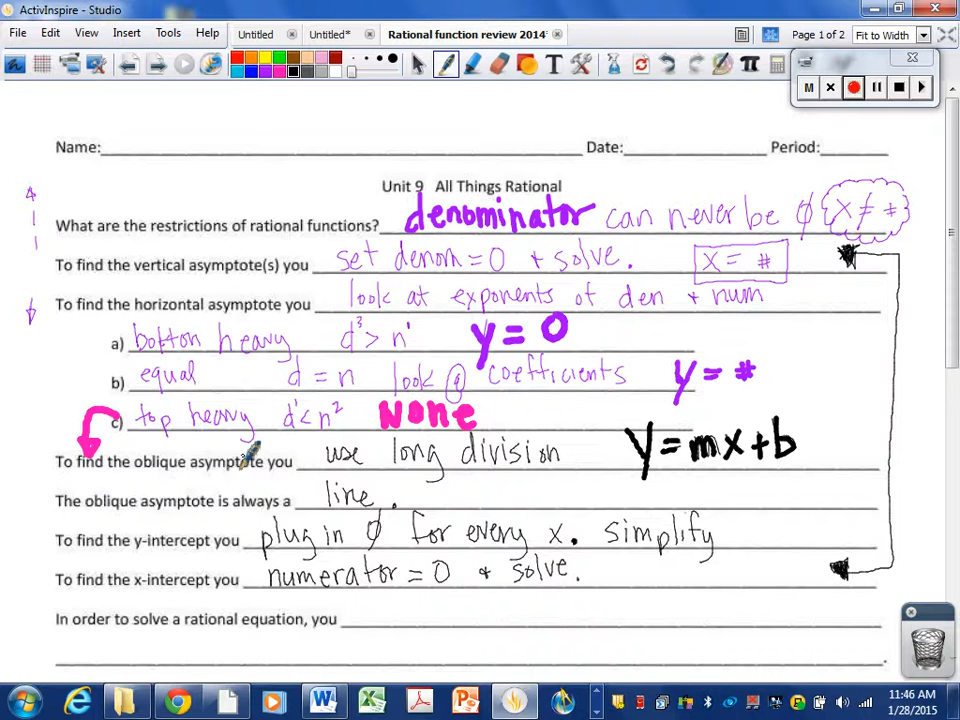 ActivInspire - Studio
File Edit View Insert Tools Help Untitled Untitled* Rational function review 2014 Page 1 of 2 Fit to Width
Name: Date: Period:
Unit 9 All Things Rational
What are the restrictions of rational functions? denominator can never be 0 x ≠ #
To find the vertical asymptote(s) you set denom = 0 + solve. x = #
To find the horizontal asymptote you look at exponents of den + num
a) bottom heavy d³ > n¹ y = 0
b) equal d = n look @ coefficients y = #
c) top heavy d¹ < n² NONE
To find the oblique asymptote you use long division y = mx + b
The oblique asymptote is always a line.
To find the y-intercept you plug in 0 for every x. simplify
To find the x-intercept you numerator = 0 + solve.
In order to solve a rational equation, you
11:46 AM
1/28/2015